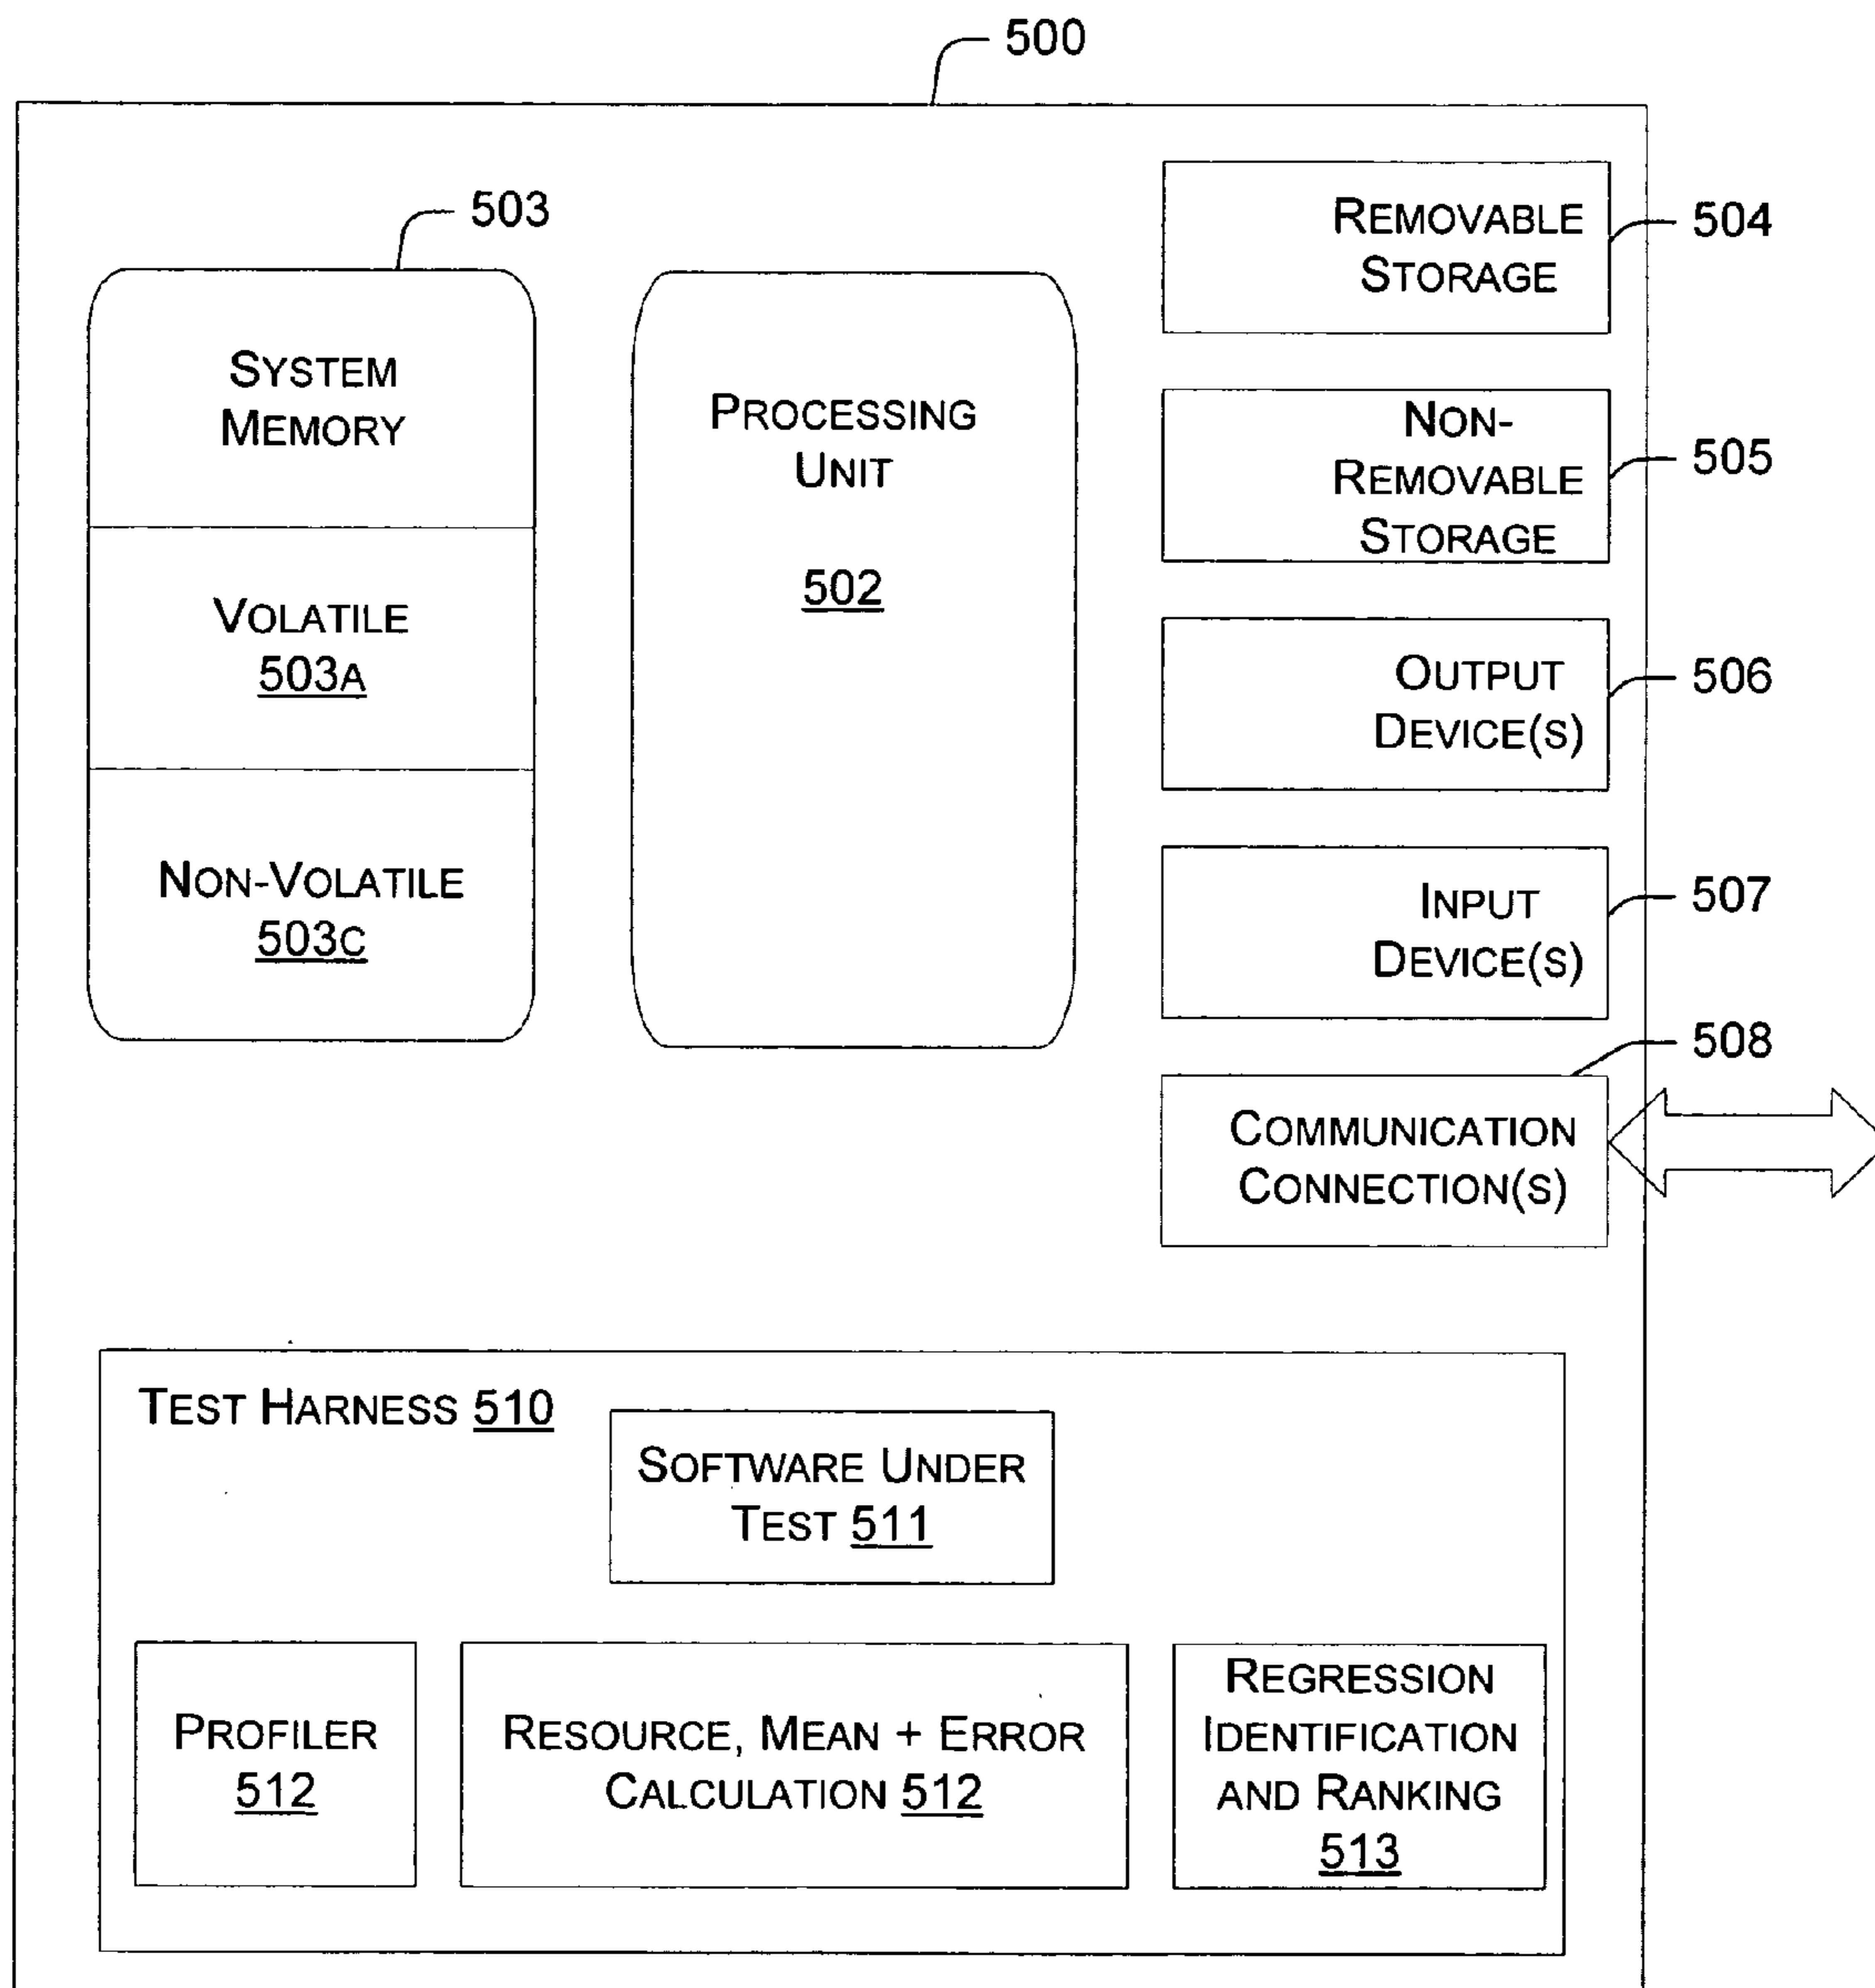 500
503
SYSTEM
MEMORY
VOLATILE
503A
NON-VOLATILE
503C
PROCESSING
UNIT
502
REMOVABLE
STORAGE
504
NON-
REMOVABLE
STORAGE
505
OUTPUT
DEVICE(S)
506
INPUT
DEVICE(S)
507
508
COMMUNICATION
CONNECTION(S)
TEST HARNESS 510
SOFTWARE UNDER
TEST 511
PROFILER
512
RESOURCE, MEAN + ERROR
CALCULATION 512
REGRESSION
IDENTIFICATION
AND RANKING
513